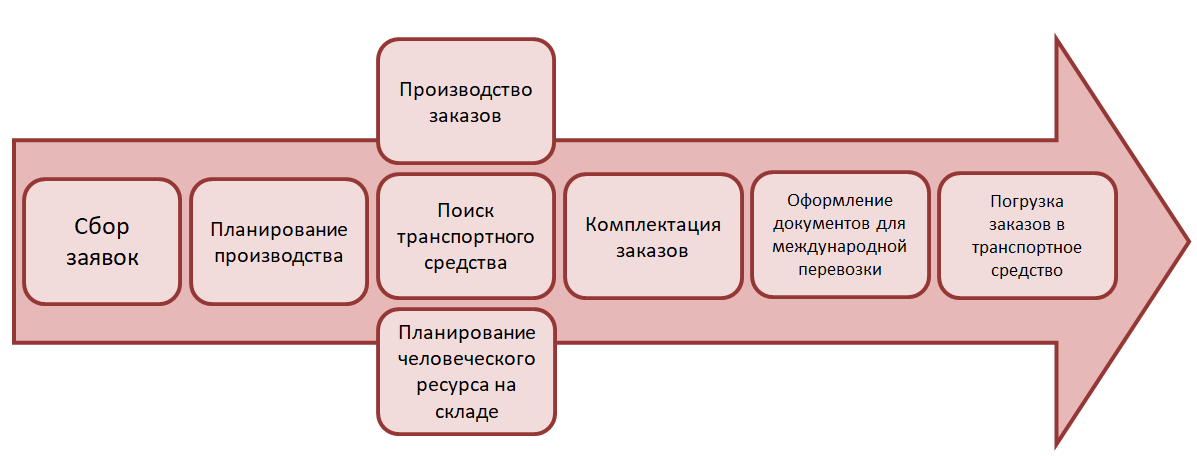 Сбор
заявок
Планирование
производства
Производство
заказов
Поиск
транспортного
средства
Планирование
человеческого
ресурса на
складе
Комплектация
заказов
Оформление
документов для
международной
перевозки
Погрузка
заказов в
транспортное
средство